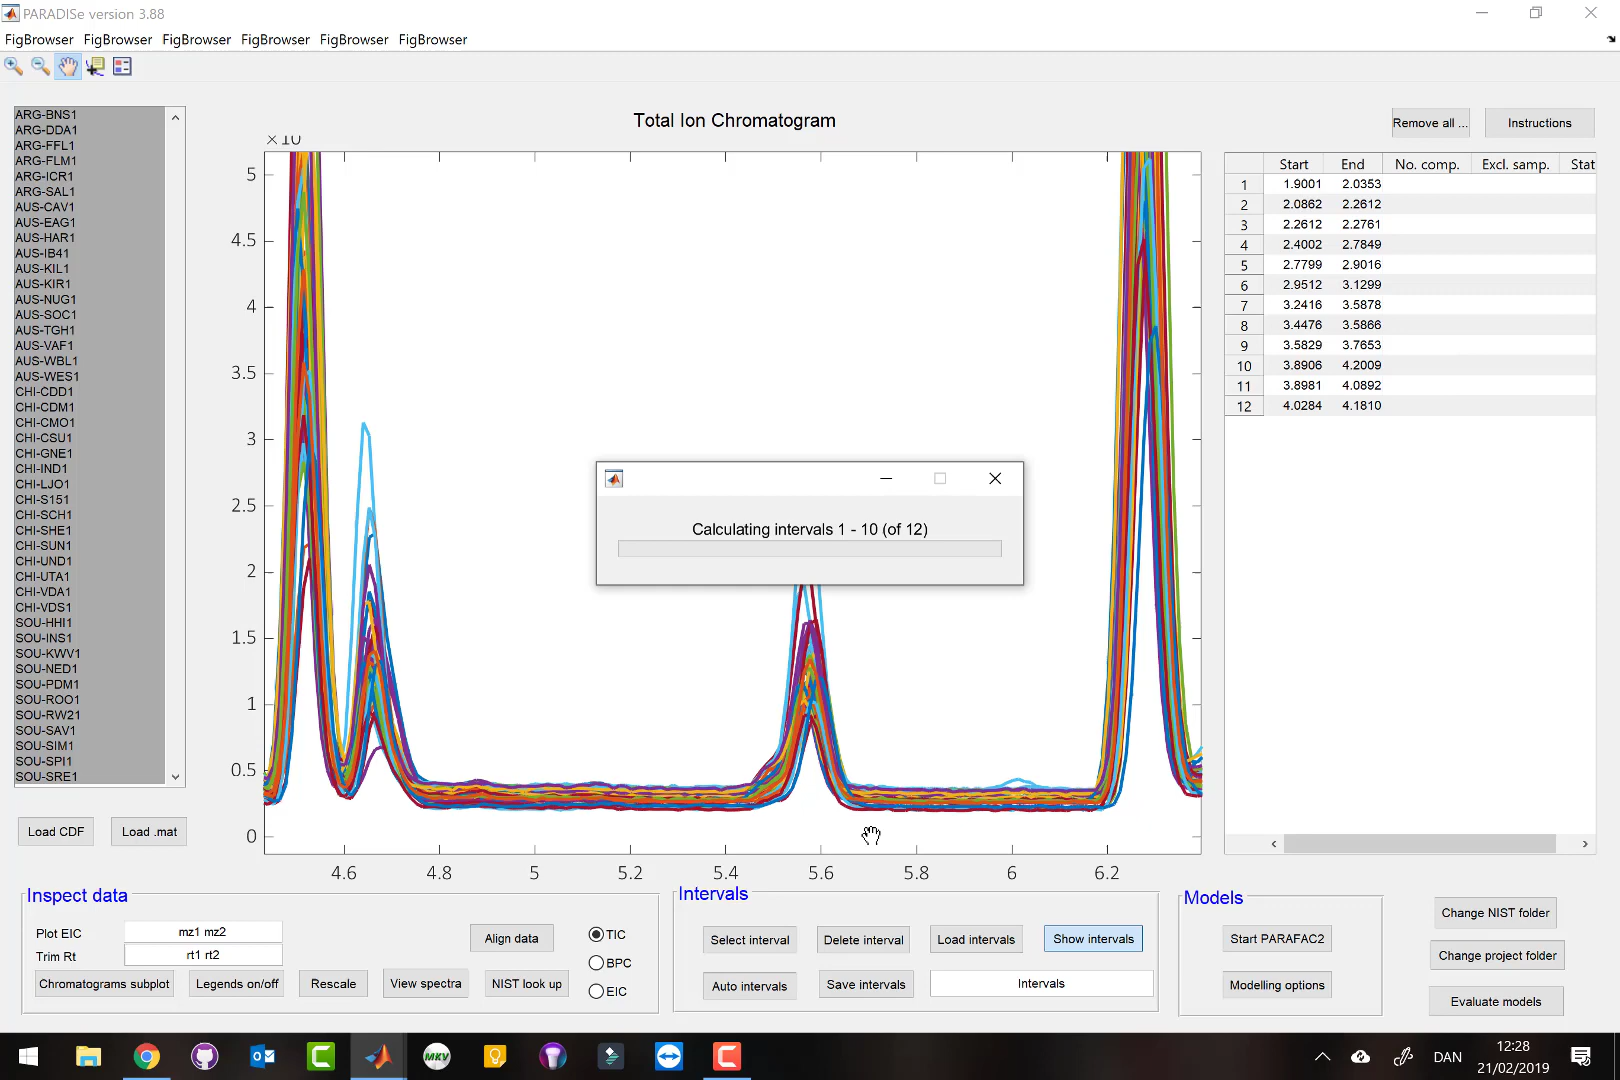 PARADISe version 3.88
FigBrowser FigBrowser FigBrowser FigBrowser FigBrowser FigBrowser
Total Ion Chromatogram
Remove all ...
Instructions
ARG-BNS1
ARG-DDA1
ARG-FFL1
ARG-FLM1
ARG-ICR1
ARG-SAL1
AUS-CAV1
AUS-EAG1
AUS-HAR1
AUS-IB41
AUS-KIL1
AUS-KIR1
AUS-NUG1
AUS-SOC1
AUS-TGH1
AUS-VAF1
AUS-WBL1
AUS-WES1
CHI-CDD1
CHI-CDM1
CHI-CMO1
CHI-CSU1
CHI-GNE1
CHI-IND1
CHI-LJO1
CHI-S151
CHI-SCH1
CHI-SHE1
CHI-SUN1
CHI-UND1
CHI-UTA1
CHI-VDA1
CHI-VDS1
SOU-HHI1
SOU-INS1
SOU-KWV1
SOU-NED1
SOU-PDM1
SOU-ROO1
SOU-RW21
SOU-SAV1
SOU-SIM1
SOU-SPI1
SOU-SRE1
Load CDF
Load .mat
×10
5
4.5
4
3.5
3
2.5
2
1.5
1
0.5
0
4.6 4.8 5 5.2 5.4 5.6 5.8 6 6.2
Calculating intervals 1 - 10 (of 12)
Start End No. comp. Excl. samp. Stat
1 1.9001 2.0353
2 2.0862 2.2612
3 2.2612 2.2761
4 2.4002 2.7849
5 2.7799 2.9016
6 2.9512 3.1299
7 3.2416 3.5878
8 3.4476 3.5866
9 3.5829 3.7653
10 3.8906 4.2009
11 3.8981 4.0892
12 4.0284 4.1810
Inspect data
Plot EIC mz1 mz2
Trim Rt rt1 rt2
Align data
TIC
BPC
EIC
Chromatograms subplot
Legends on/off
Rescale
View spectra
NIST look up
Intervals
Select interval
Delete interval
Load intervals
Show intervals
Auto intervals
Save intervals
Intervals
Models
Start PARAFAC2
Modelling options
Change NIST folder
Change project folder
Evaluate models
MKV
DAN
12:28
21/02/2019